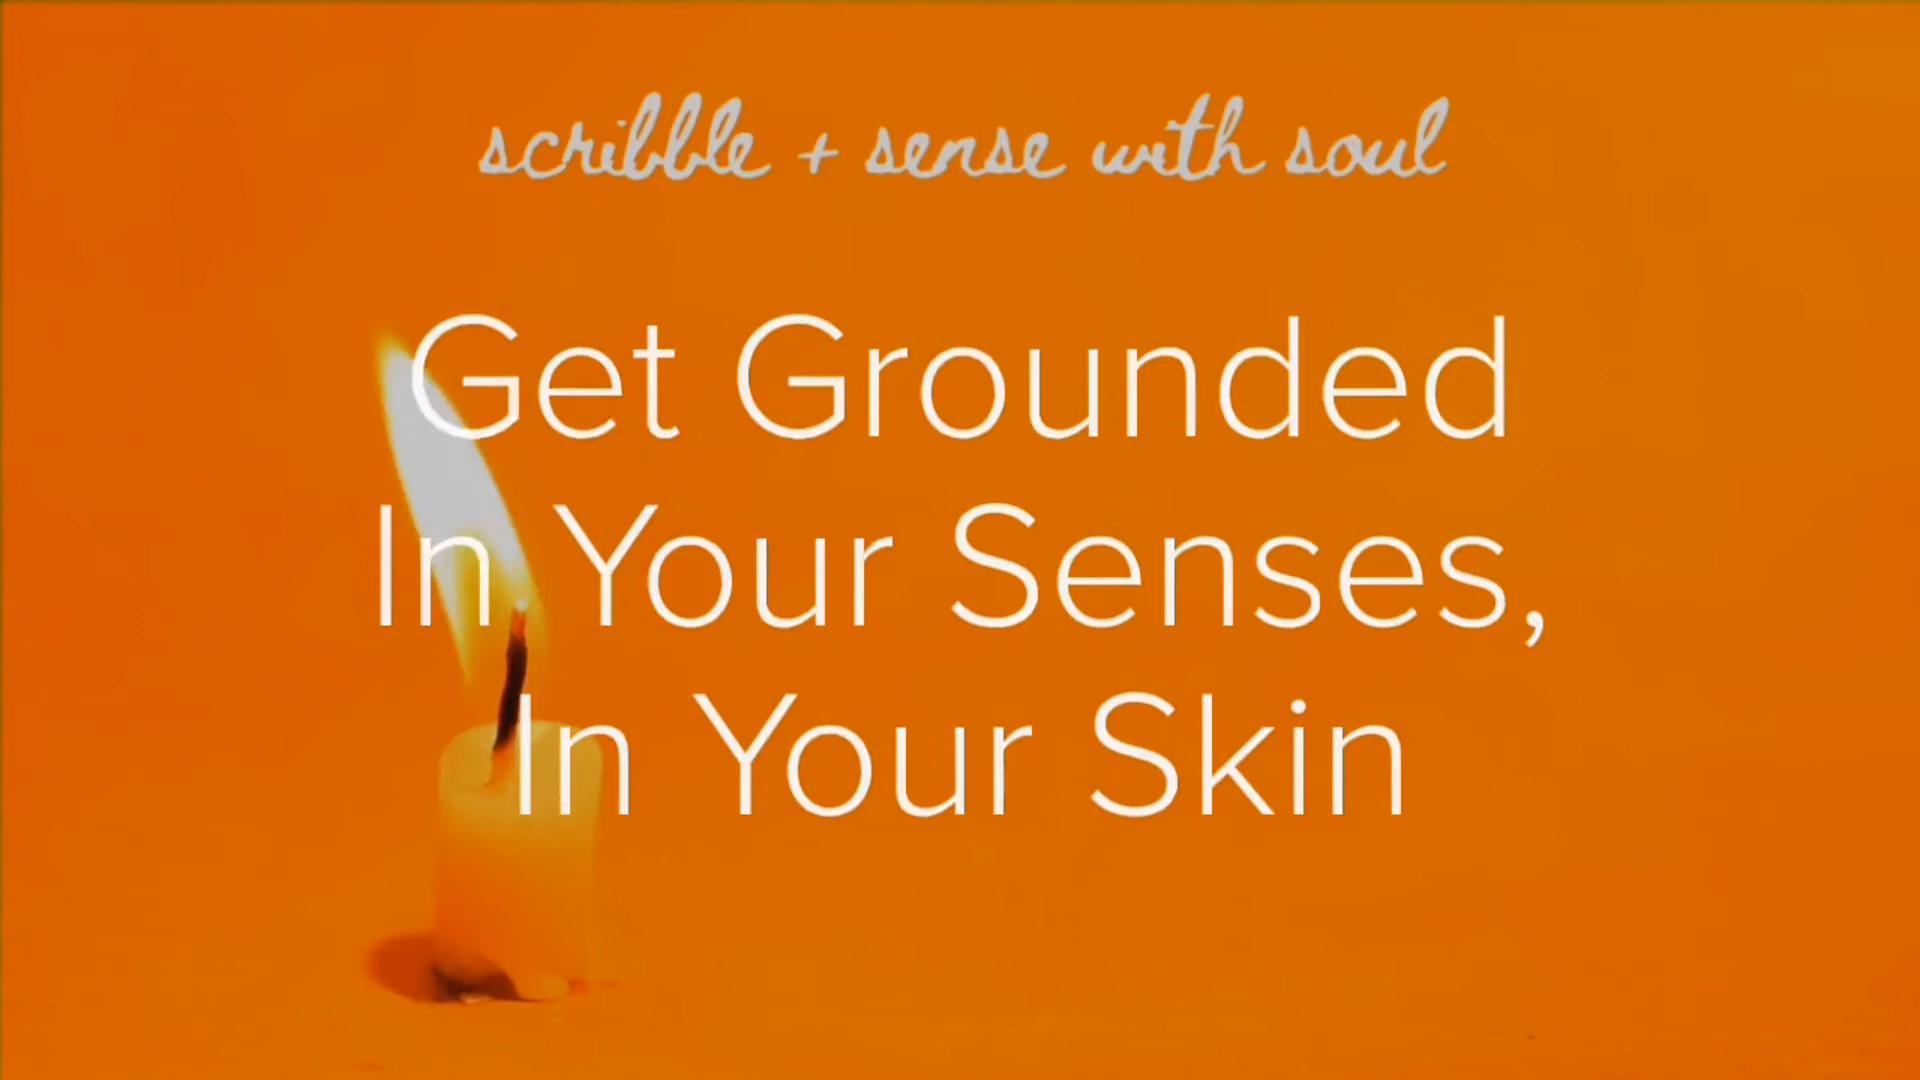 scribble + sense with soul
Get Grounded
In Your Senses,
In Your Skin